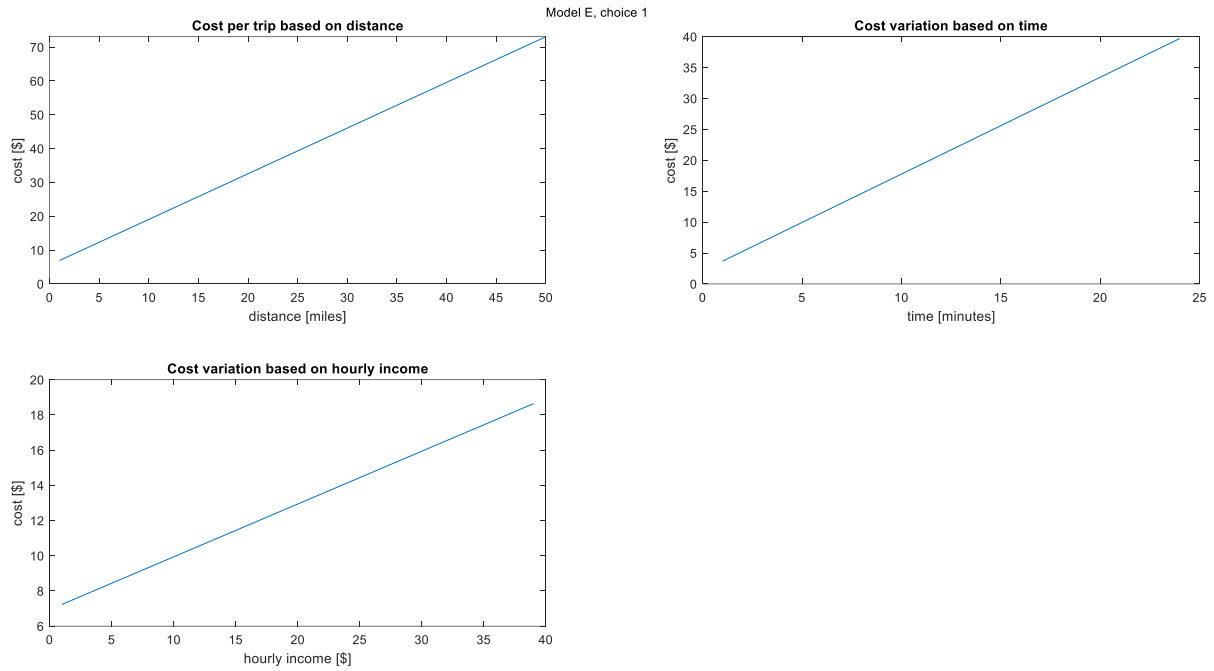 Model E, choice 1
Cost per trip based on distance
70
60
50
40
30
20
10
0
cost [$]
0 5 10 15 20 25 30 35 40 45 50
distance [miles]
Cost variation based on time
40
35
30
25
20
15
10
5
0
cost [$]
0 5 10 15 20 25
time [minutes]
Cost variation based on hourly income
20
18
16
14
12
10
8
6
cost [$]
0 5 10 15 20 25 30 35 40
hourly income [$]